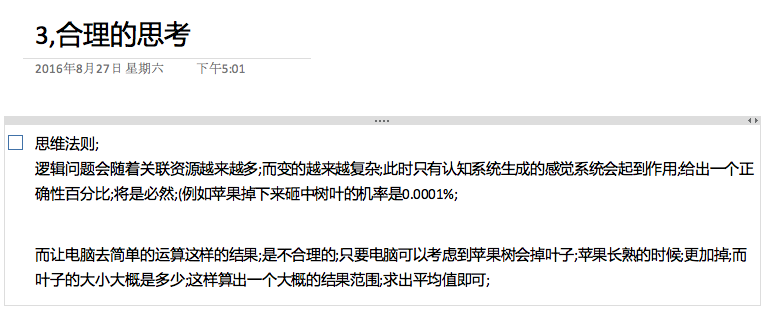 3,合理的思考
2016年8月27日 星期六 下午5:01
思维法则;
逻辑问题会随着关联资源越来越多;而变的越来越复杂;此时只有认知系统生成的感觉系统会起到作用;给出一个正
确性百分比;将是必然;(例如苹果掉下来砸中树叶的机率是0.0001%;
而让电脑去简单的运算这样的结果;是不合理的;只要电脑可以考虑到苹果树会掉叶子;苹果长熟的时候;更加掉;而
叶子的大小大概是多少;这样算出一个大概的结果范围;求出平均值即可;